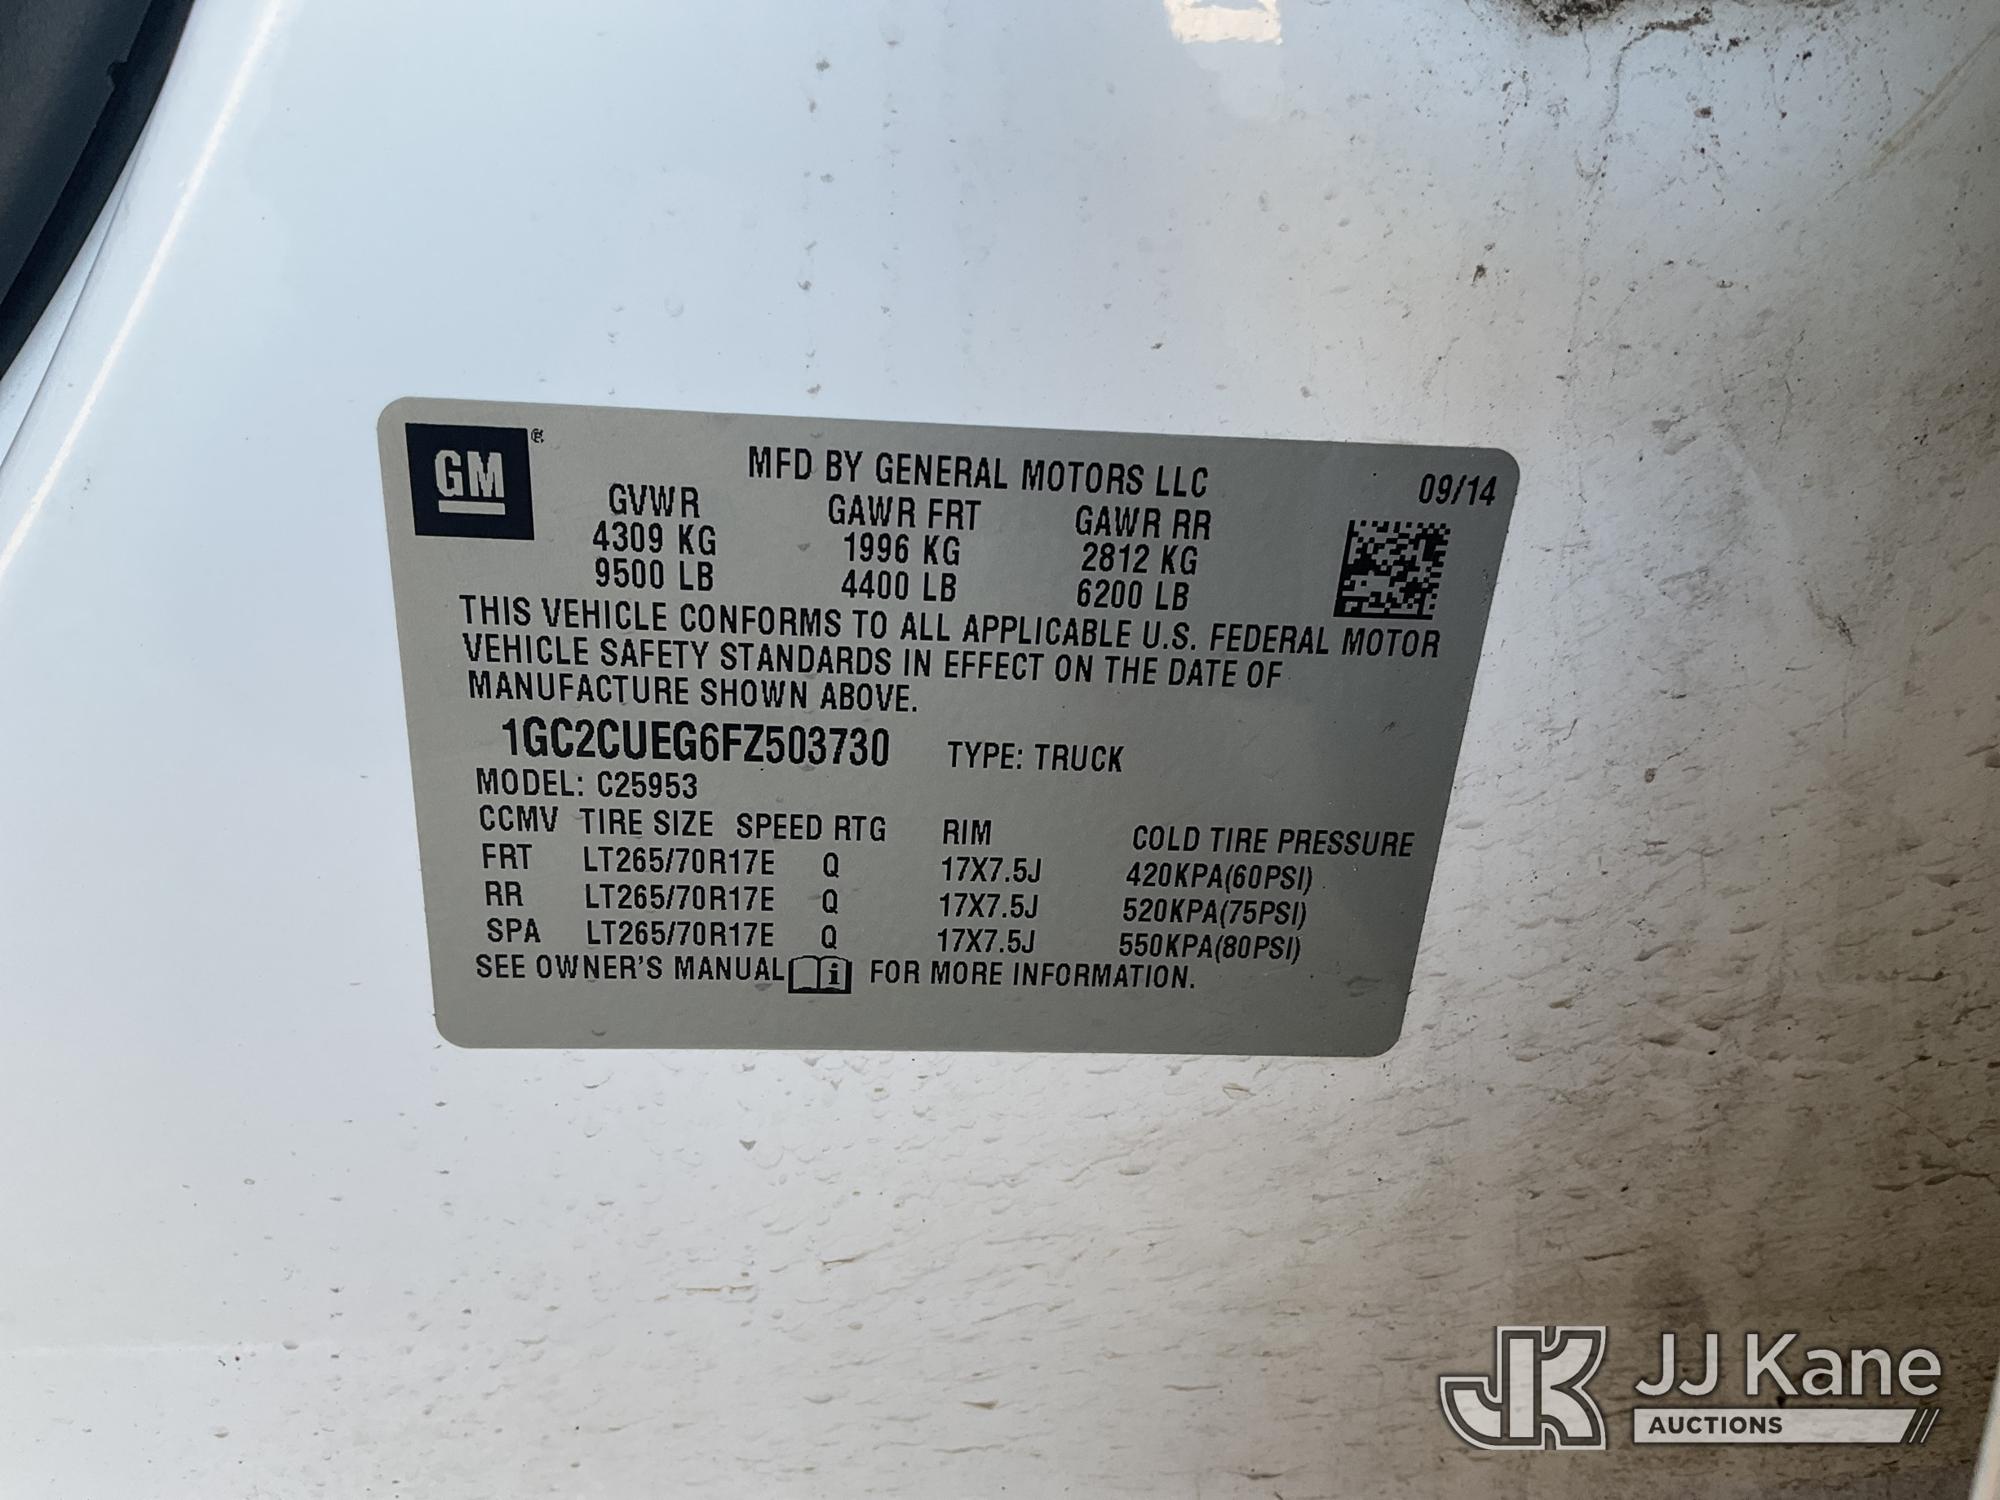 GM
MFD BY GENERAL MOTORS LLC 09/14
GVWR GAWR FRT GAWR RR
4309 KG 1996 KG 2812 KG
9500 LB 4400 LB 6200 LB
THIS VEHICLE CONFORMS TO ALL APPLICABLE U.S. FEDERAL MOTOR
VEHICLE SAFETY STANDARDS IN EFFECT ON THE DATE OF
MANUFACTURE SHOWN ABOVE.
1GC2CUEG6FZ503730 TYPE: TRUCK
MODEL: C25953
CCMV TIRE SIZE SPEED RTG RIM COLD TIRE PRESSURE
FRT LT265/70R17E Q 17X7.5J 420KPA(60PSI)
RR LT265/70R17E Q 17X7.5J 520KPA(75PSI)
SPA LT265/70R17E Q 17X7.5J 550KPA(80PSI)
SEE OWNER'S MANUAL i FOR MORE INFORMATION.
JK JJ Kane
AUCTIONS